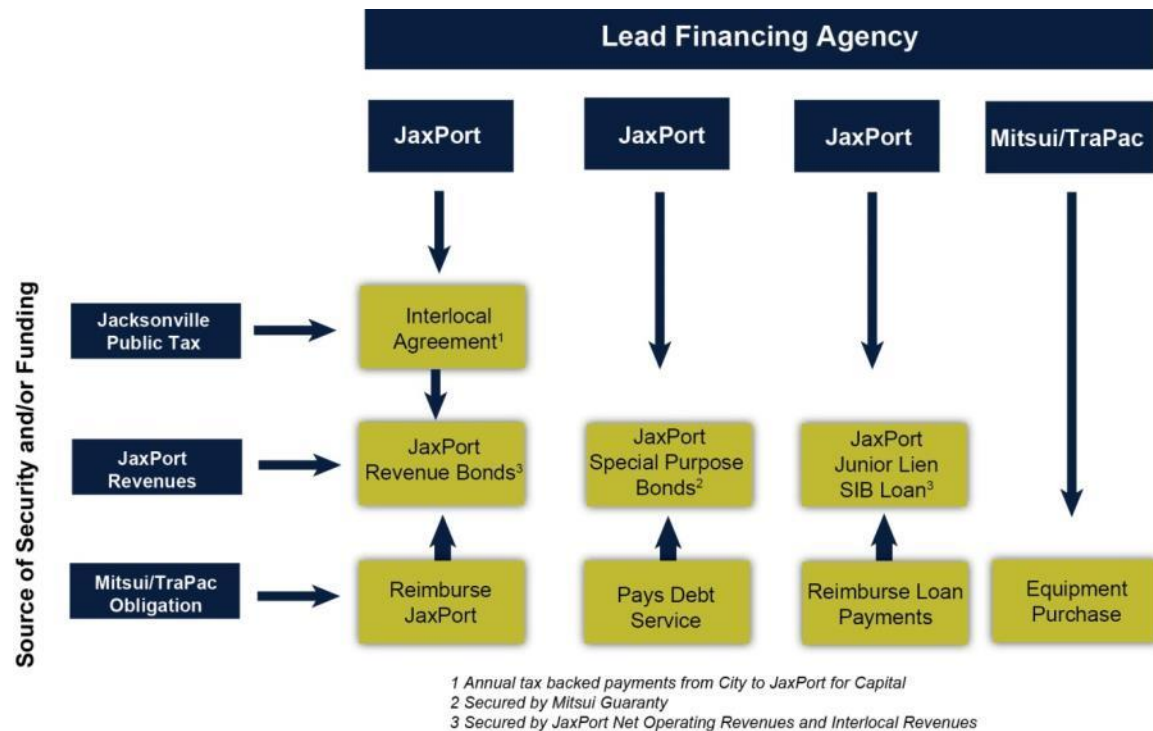 Lead Financing Agency
JaxPort
JaxPort
JaxPort
Mitsui/TraPac
Source of Security and/or Funding
Jacksonville
Public Tax
Interlocal
Agreement¹
JaxPort
Revenues
JaxPort
Revenue Bonds³
JaxPort
Special Purpose
Bonds²
JaxPort
Junior Lien
SIB Loan³
Mitsui/TraPac
Obligation
Reimburse
JaxPort
Pays Debt
Service
Reimburse Loan
Payments
Equipment
Purchase
1 Annual tax backed payments from City to JaxPort for Capital
2 Secured by Mitsui Guaranty
3 Secured by JaxPort Net Operating Revenues and Interlocal Revenues